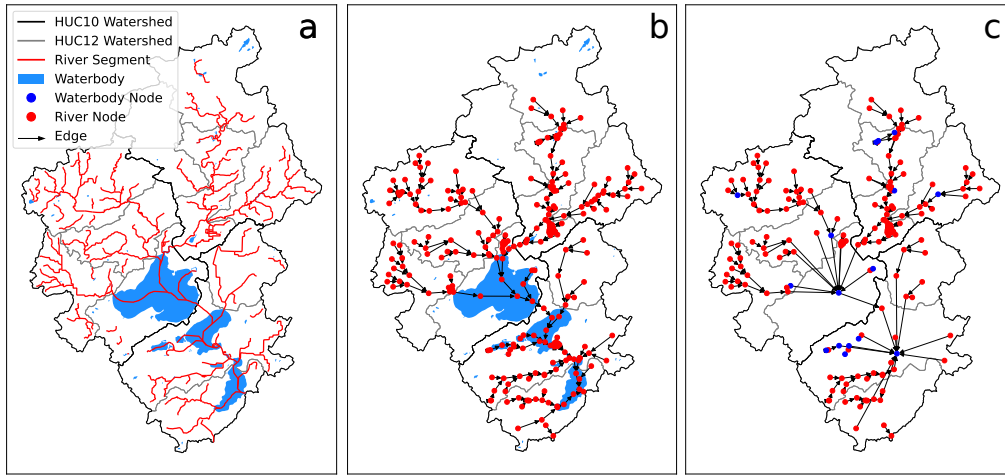 a
HUC10 Watershed
HUC12 Watershed
River Segment
Waterbody
Waterbody Node
River Node
Edge
b
c